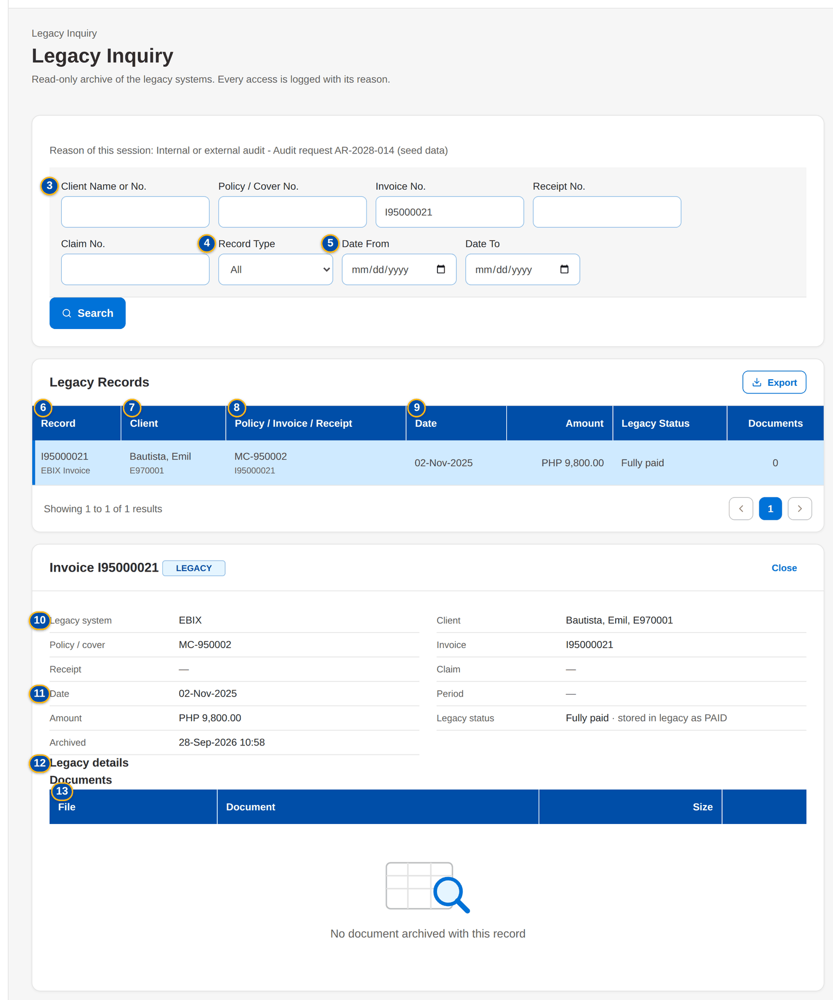 Legacy Inquiry
Legacy Inquiry
Read-only archive of the legacy systems. Every access is logged with its reason.
Reason of this session: Internal or external audit - Audit request AR-2028-014 (seed data)
3 Client Name or No. Policy / Cover No. Invoice No. Receipt No.
I95000021
Claim No. 4 Record Type 5 Date From Date To
All mm/dd/yyyy mm/dd/yyyy
Search
Legacy Records Export
6 7 8 9
Record Client Policy / Invoice / Receipt Date Amount Legacy Status Documents
I95000021 Bautista, Emil MC-950002 02-Nov-2025 PHP 9,800.00 Fully paid 0
EBIX Invoice E970001 I95000021
Showing 1 to 1 of 1 results 1
Invoice I95000021 LEGACY Close
10 Legacy system EBIX Client Bautista, Emil, E970001
Policy / cover MC-950002 Invoice I95000021
Receipt — Claim —
11 Date 02-Nov-2025 Period —
Amount PHP 9,800.00 Legacy status Fully paid · stored in legacy as PAID
Archived 28-Sep-2026 10:58
12 Legacy details
Documents
13
File Document Size
No document archived with this record